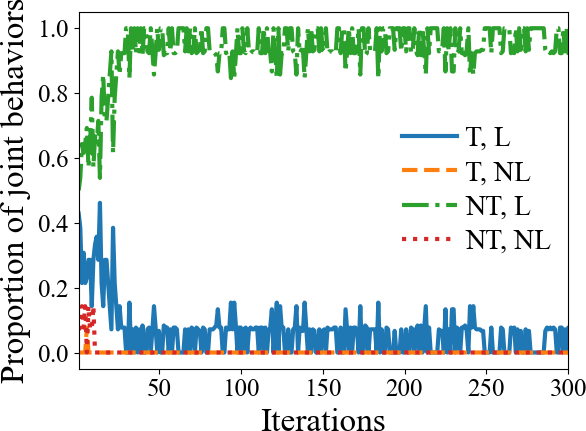 Proportion of joint behaviors
1.0
0.8
0.6
0.4
0.2
0.0
T, L
T, NL
NT, L
NT, NL
50 100 150 200 250 300
Iterations